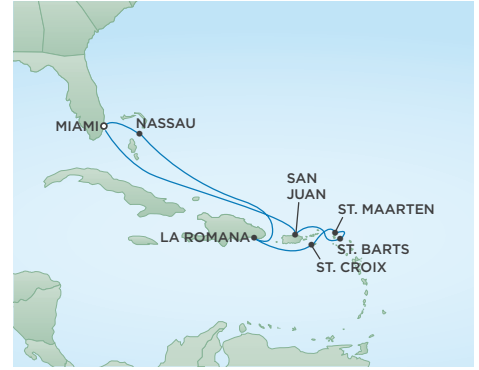 MIAMI
NASSAU
SAN
JUAN
ST. MAARTEN
LA ROMANA
ST. BARTS
ST. CROIX